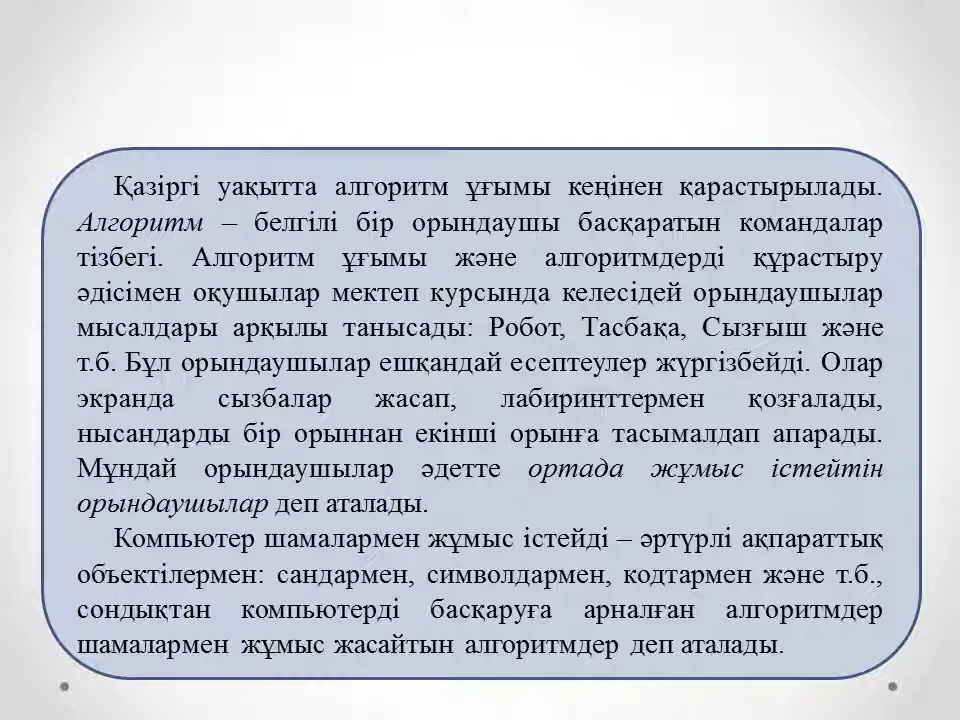 Қазіргі уақытта алгоритм ұғымы кеңінен қарастырылады.
Алгоритм – белгілі бір орындаушы басқаратын командалар
тізбегі. Алгоритм ұғымы және алгоритмдерді құрастыру
әдісімен оқушылар мектеп курсында келесідей орындаушылар
мысалдары арқылы танысады: Робот, Тасбақа, Сызғыш және
т.б. Бұл орындаушылар ешқандай есептеулер жүргізбейді. Олар
экранда сызбалар жасап, лабиринттермен қозғалады,
нысандарды бір орыннан екінші орынға тасымалдап апарады.
Мұндай орындаушылар әдетте ортада жұмыс істейтін
орындаушылар деп аталады.
Компьютер шамалармен жұмыс істейді – әртүрлі ақпараттық
объектілермен: сандармен, символдармен, кодтармен және т.б.,
сондықтан компьютерді басқаруға арналған алгоритмдер
шамалармен жұмыс жасайтын алгоритмдер деп аталады.